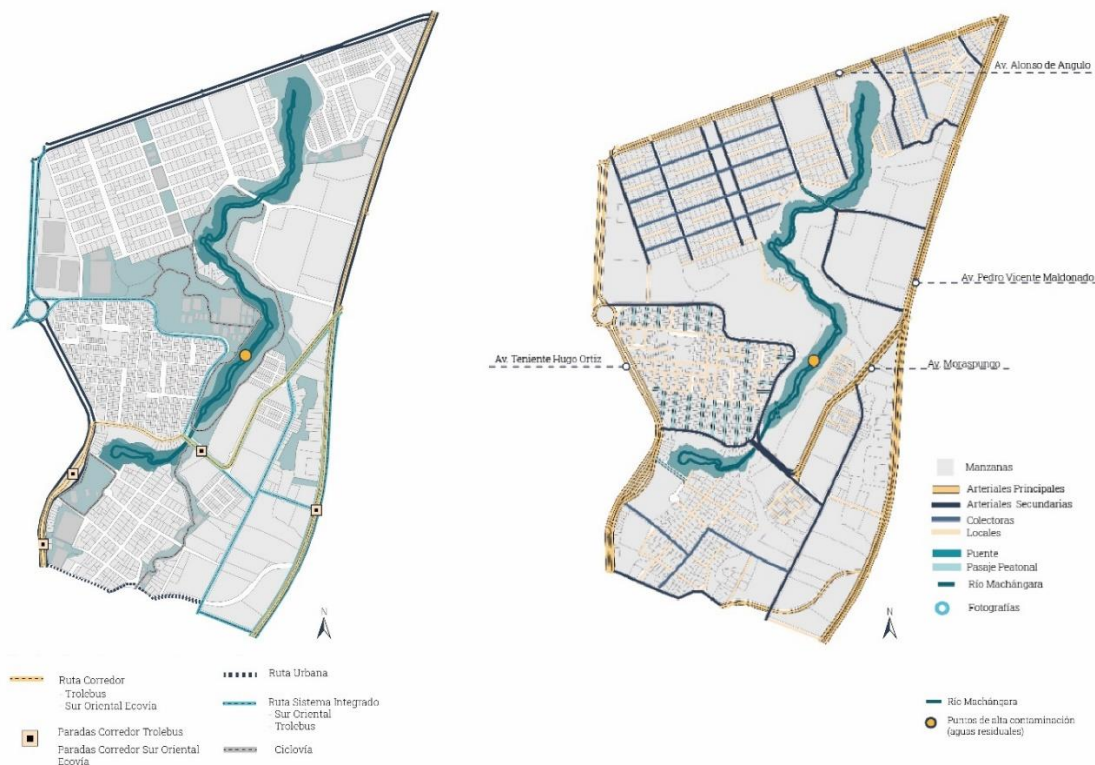 Av. Alonso de Angulo
Av. Pedro Vicente Maldonado
Av. Teniente Hugo Ortiz
Av. Moraspungo
N
N
Ruta Corredor
- Trolebus
- Sur Oriental Ecovía
Paradas Corredor Trolebus
Paradas Corredor Sur Oriental
Ecovía
Ruta Urbana
Ruta Sistema Integrado
- Sur Oriental
Trolebus
Ciclovía
Manzanas
Arteriales Principales
Arteriales Secundarias
Colectoras
Locales
Puente
Pasaje Peatonal
Río Machángara
Fotografías
Río Machángara
Puntos de alta contaminación
(aguas residuales)